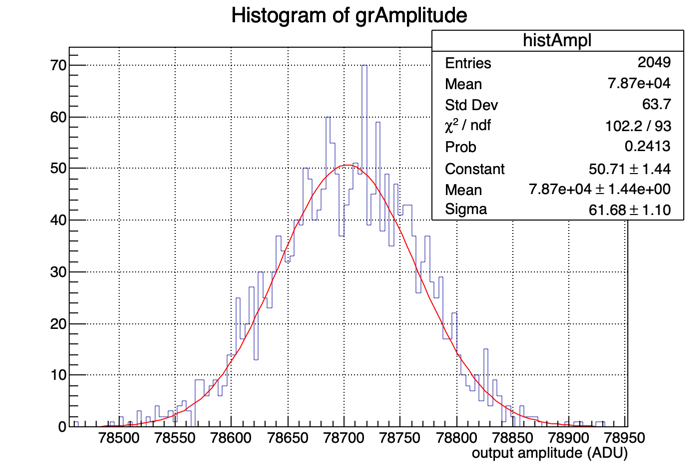 Histogram of grAmplitude
histAmpl
Entries 2049
Mean 7.87e+04
Std Dev 63.7
χ² / ndf 102.2 / 93
Prob 0.2413
Constant 50.71 ± 1.44
Mean 7.87e+04 ± 1.44e+00
Sigma 61.68 ± 1.10
70
60
50
40
30
20
10
0
78500 78550 78600 78650 78700 78750 78800 78850 78900 78950
output amplitude (ADU)